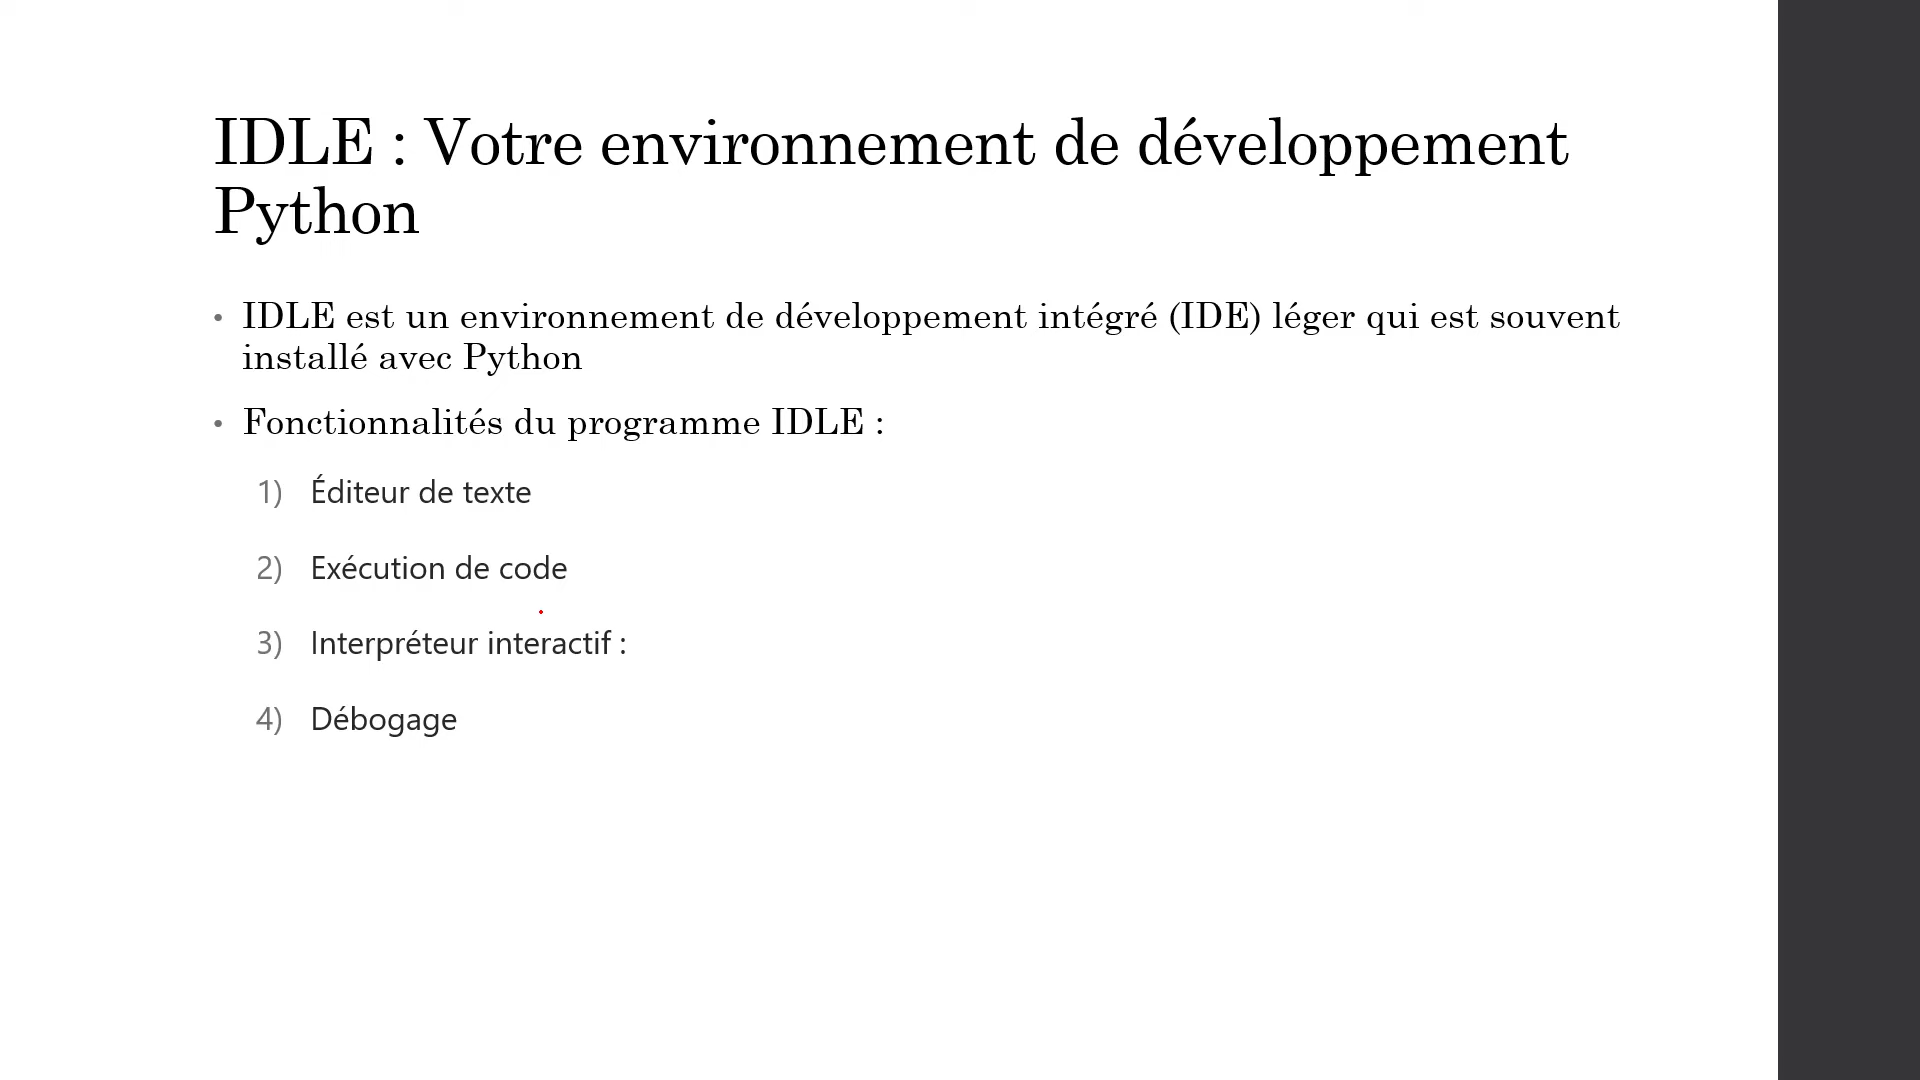 IDLE : Votre environnement de développement
Python
• IDLE est un environnement de développement intégré (IDE) léger qui est souvent
installé avec Python
• Fonctionnalités du programme IDLE :
1) Éditeur de texte
2) Exécution de code
3) Interpréteur interactif :
4) Débogage